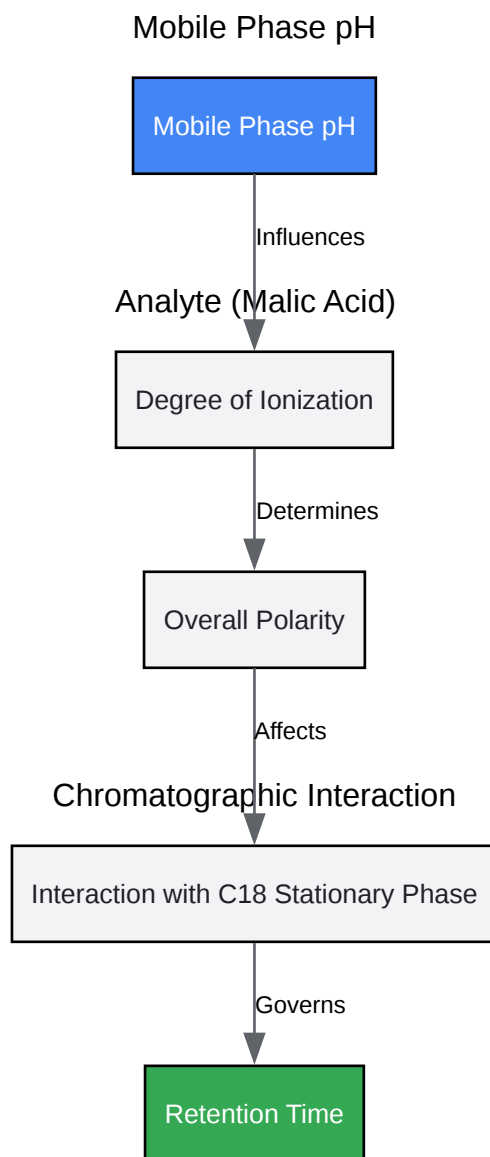 Mobile Phase pH
Mobile Phase pH
Influences
Analyte (Malic Acid)
Degree of Ionization
Determines
Overall Polarity
Affects
Chromatographic Interaction
Interaction with C18 Stationary Phase
Governs
Retention Time